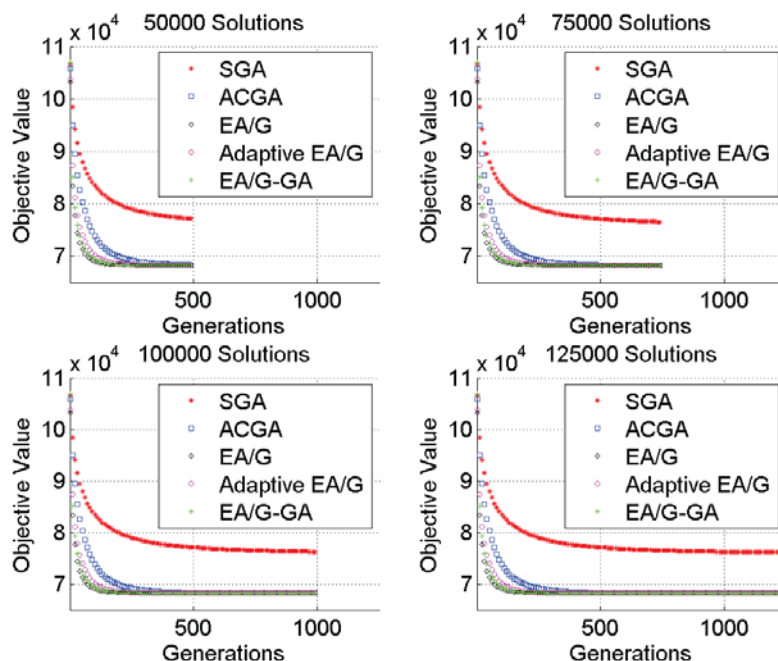 50000 Solutions
x 10^4
11
10
9
8
7
Objective Value
SGA
ACGA
EA/G
Adaptive EA/G
EA/G-GA
500
1000
Generations
75000 Solutions
x 10^4
11
10
9
8
7
Objective Value
SGA
ACGA
EA/G
Adaptive EA/G
EA/G-GA
500
1000
Generations
100000 Solutions
x 10^4
11
10
9
8
7
Objective Value
SGA
ACGA
EA/G
Adaptive EA/G
EA/G-GA
500
1000
Generations
125000 Solutions
x 10^4
11
10
9
8
7
Objective Value
SGA
ACGA
EA/G
Adaptive EA/G
EA/G-GA
500
1000
Generations